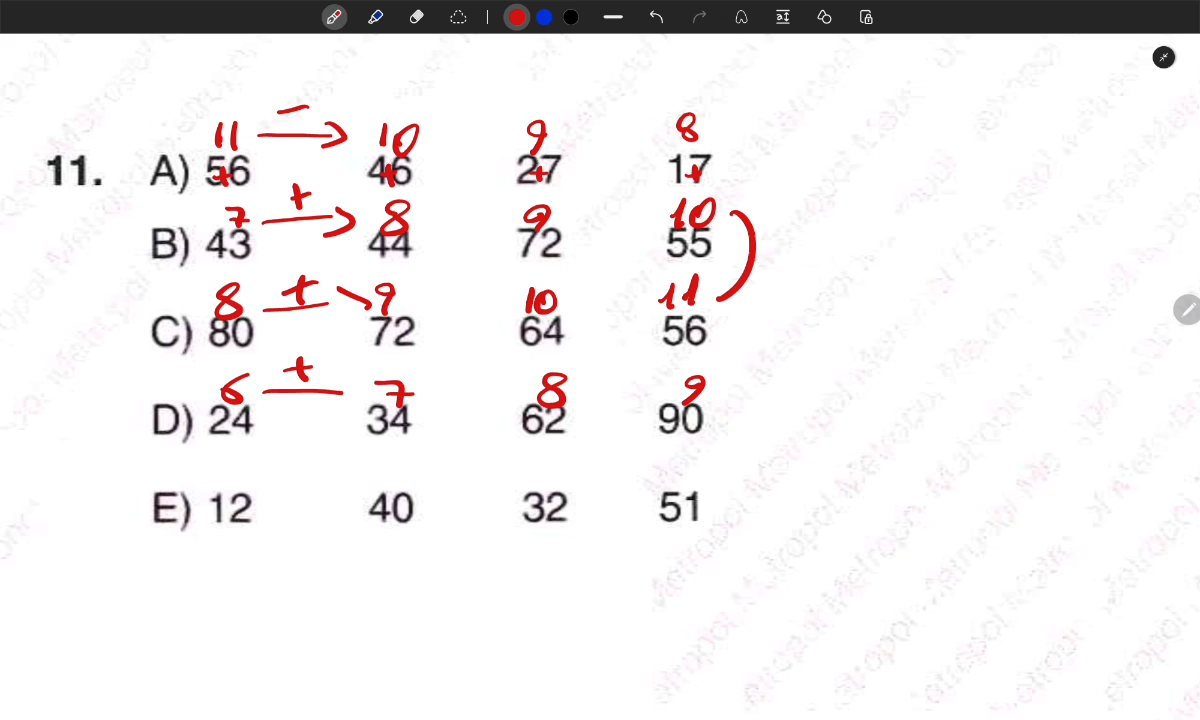 11 − → 10 9 8
11. A) 56 46 27 17
+ + + +
7 + → 8 9 10
B) 43 44 72 55
8 + → 9 10 11
C) 80 72 64 56
6 + 7 8 9
D) 24 34 62 90
E) 12 40 32 51